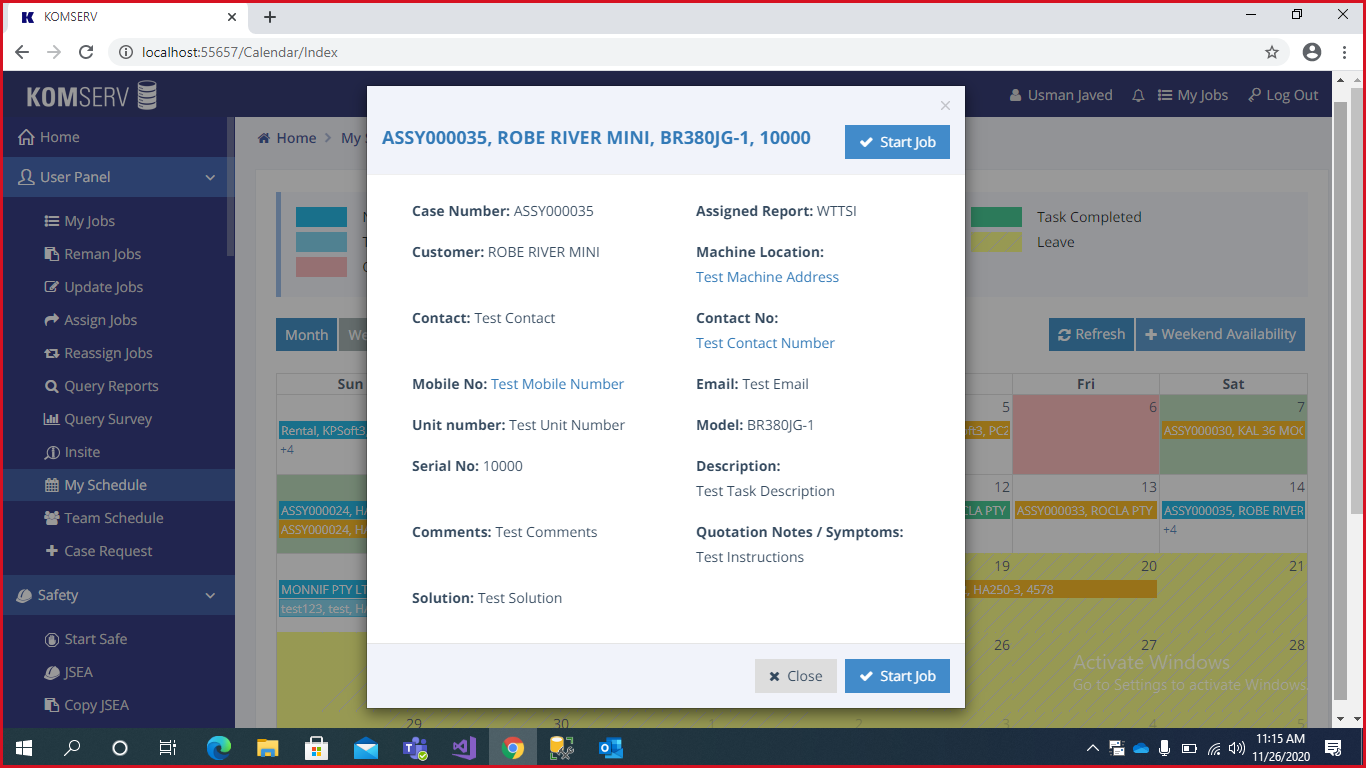 KOMSERV
localhost:55657/Calendar/Index
KOMSERV
Usman Javed
My Jobs
Log Out
Home
User Panel
My Jobs
Reman Jobs
Update Jobs
Assign Jobs
Reassign Jobs
Query Reports
Query Survey
Insite
My Schedule
Team Schedule
Case Request
Safety
Start Safe
JSEA
Copy JSEA
Home
My
Task Completed
Leave
Month
We
Refresh
Weekend Availability
ASSY000035, ROBE RIVER MINI, BR380JG-1, 10000
Start Job
Case Number: ASSY000035
Assigned Report: WTTSI
Customer: ROBE RIVER MINI
Machine Location:
Test Machine Address
Contact: Test Contact
Contact No:
Test Contact Number
Mobile No: Test Mobile Number
Email: Test Email
Unit number: Test Unit Number
Model: BR380JG-1
Serial No: 10000
Description:
Test Task Description
Comments: Test Comments
Quotation Notes / Symptoms:
Test Instructions
Solution: Test Solution
Close
Start Job
Sun
Fri
Sat
5
6
7
Rental, KPSoft3
ft3, PC2
ASSY000030, KAL 36 MOO
+4
12
13
14
ASSY000024, HA
CLA PTY
ASSY000033, ROCLA PTY
ASSY000035, ROBE RIVER
ASSY000024, HA
+4
19
20
21
MONNIF PTY LT
, HA250-3, 4578
test123, test, HA
26
27
28
29
30
1
2
3
4
5
Activate Windows
Go to Settings to activate Windows.
11:15 AM
11/26/2020